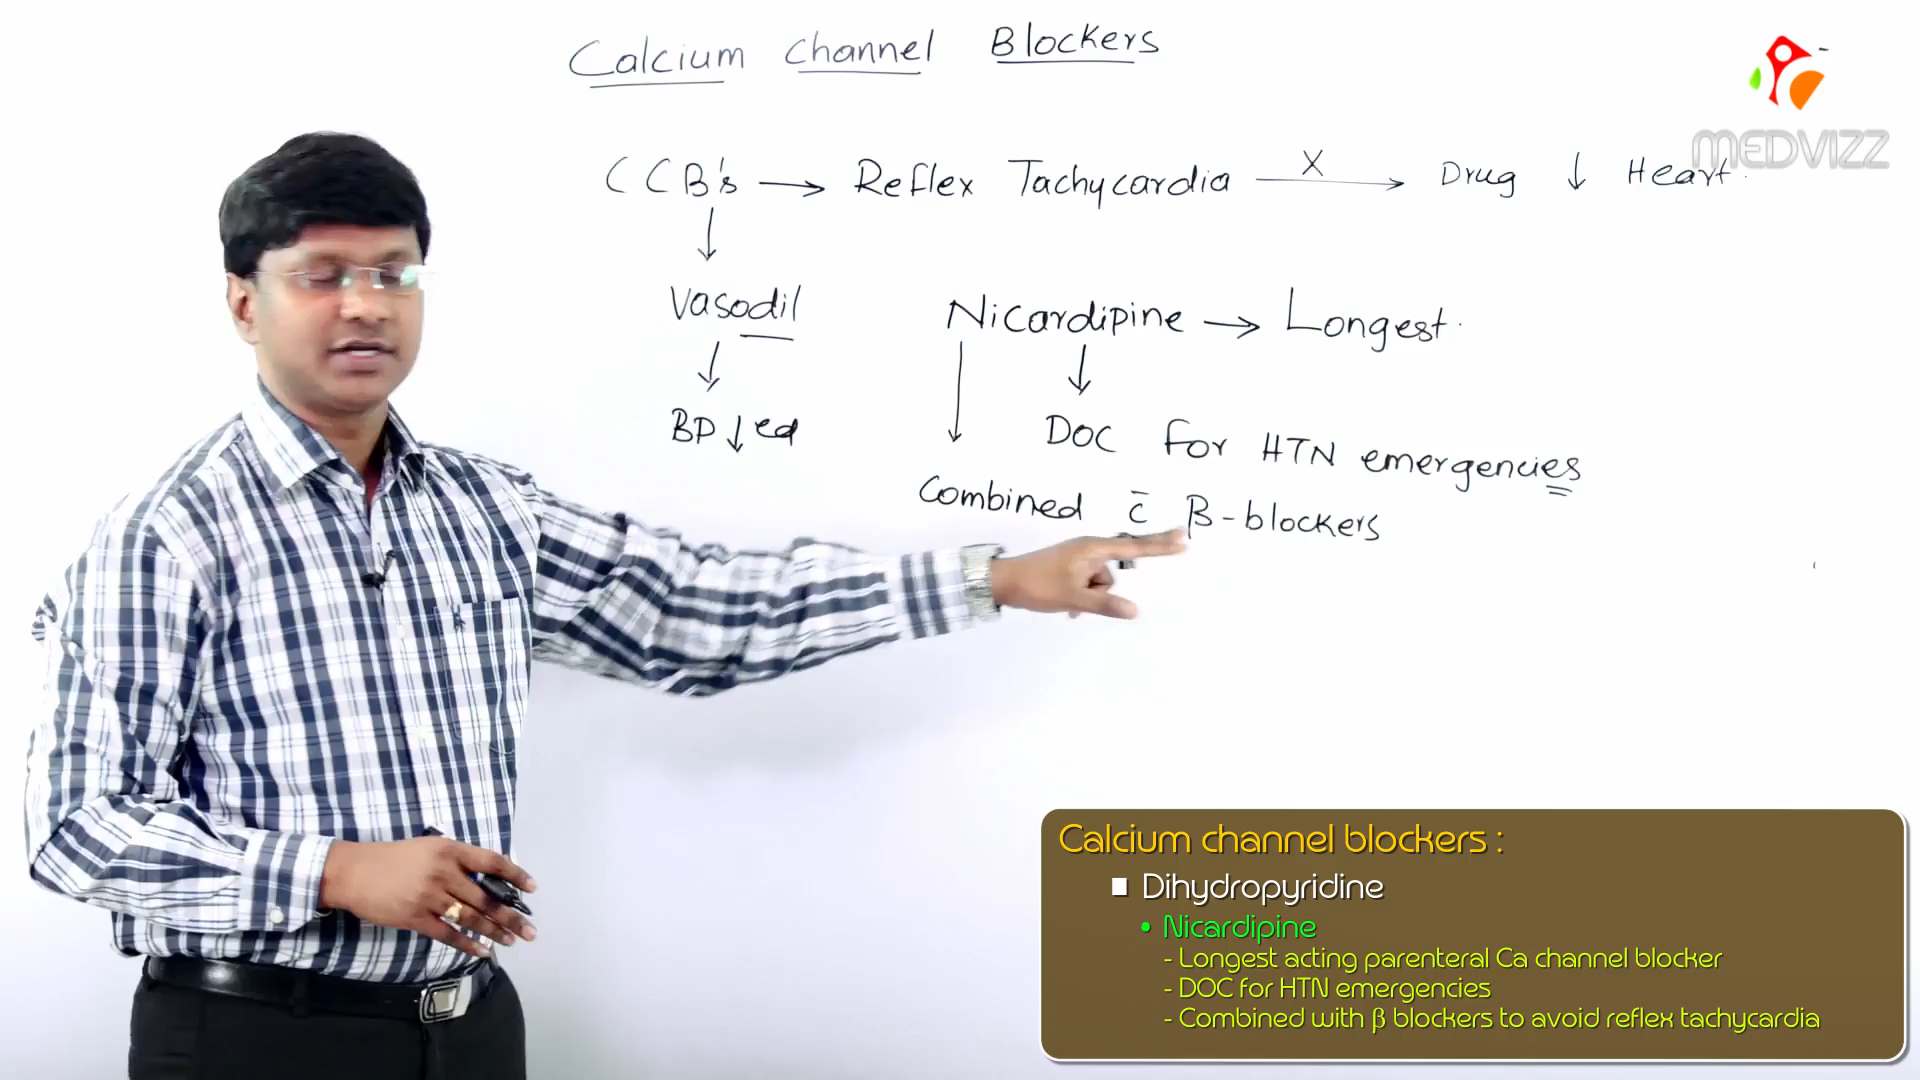 Calcium Channel Blockers
MEDVIZZ
CCB's → Reflex Tachycardia X→ Drug ↓ Heart
↓
Vasodil
↓
BP ↓ed
Nicardipine → Longest
DOC for HTN emergencies
Combined c̄ β-blockers
Calcium channel blockers :
■ Dihydropyridine
• Nicardipine
- Longest acting parenteral Ca channel blocker
- DOC for HTN emergencies
- Combined with β blockers to avoid reflex tachycardia